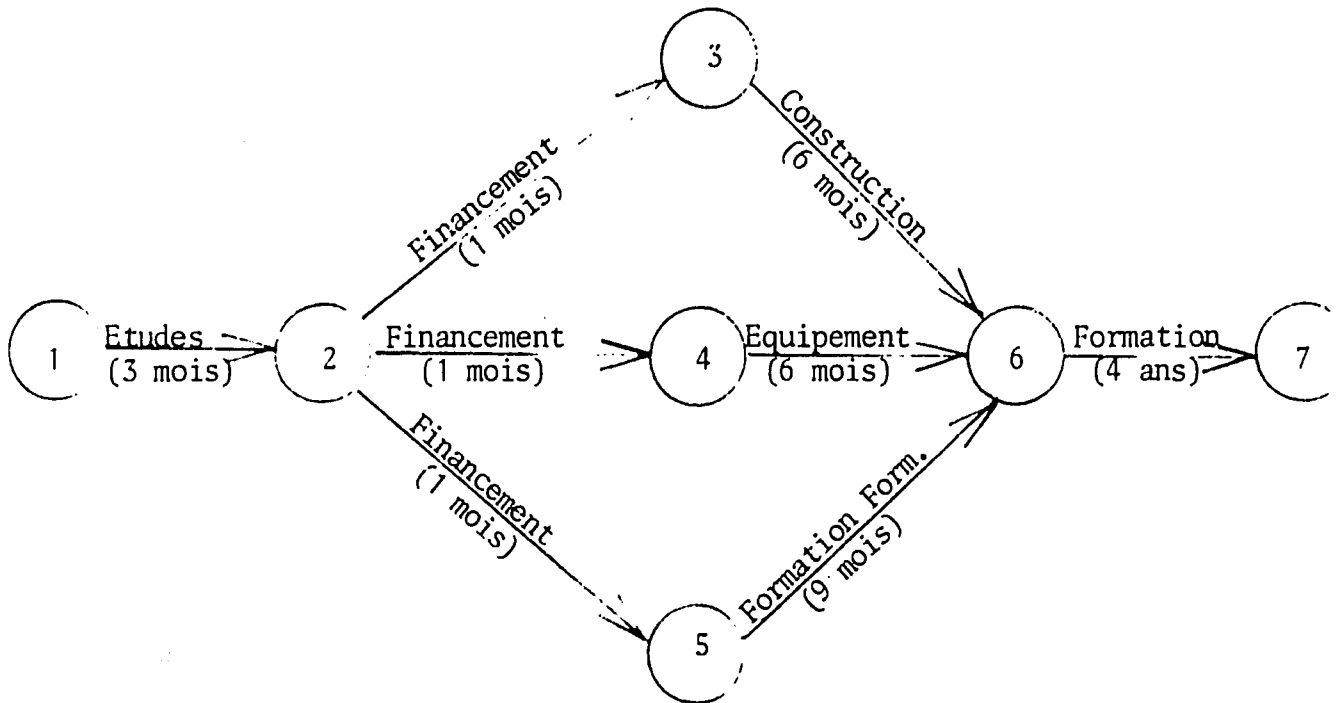 3
Construction
(6 mois)
Financement
(1 mois)
1
Etudes
(3 mois)
2
Financement
(1 mois)
4
Equipement
(6 mois)
6
Formation
(4 ans)
7
Financement
(1 mois)
5
Formation Form.
(9 mois)